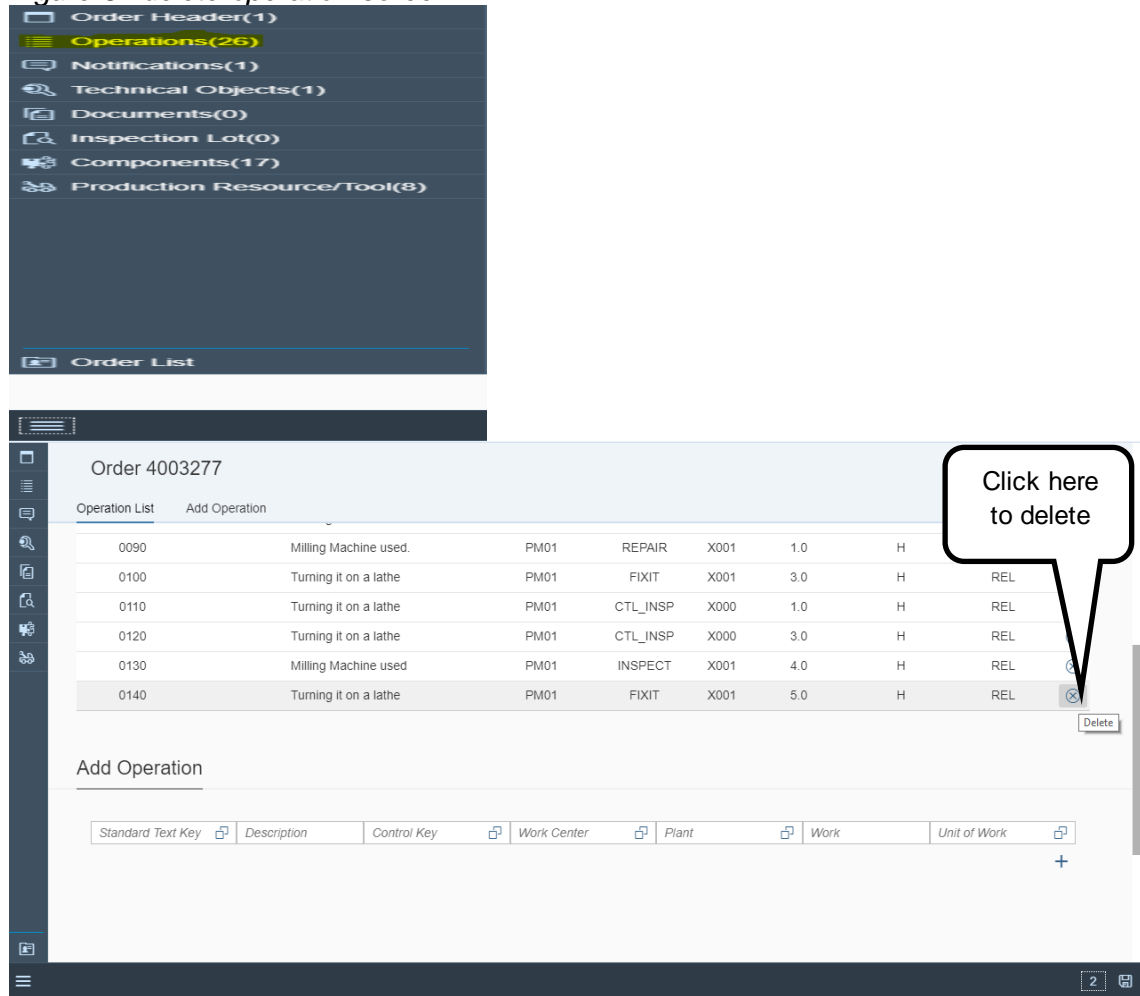 Order Header(1)
Operations(26)
Notifications(1)
Technical Objects(1)
Documents(0)
Inspection Lot(0)
Components(17)
Production Resource/Tool(8)
Order List
Order 4003277
Click here
to delete
Operation List Add Operation
0090 Milling Machine used. PM01 REPAIR X001 1.0 H
0100 Turning it on a lathe PM01 FIXIT X001 3.0 H REL
0110 Turning it on a lathe PM01 CTL_INSP X000 1.0 H REL
0120 Turning it on a lathe PM01 CTL_INSP X000 3.0 H REL
0130 Milling Machine used PM01 INSPECT X001 4.0 H REL
0140 Turning it on a lathe PM01 FIXIT X001 5.0 H REL
Delete
Add Operation
Standard Text Key Description Control Key Work Center Plant Work Unit of Work
2